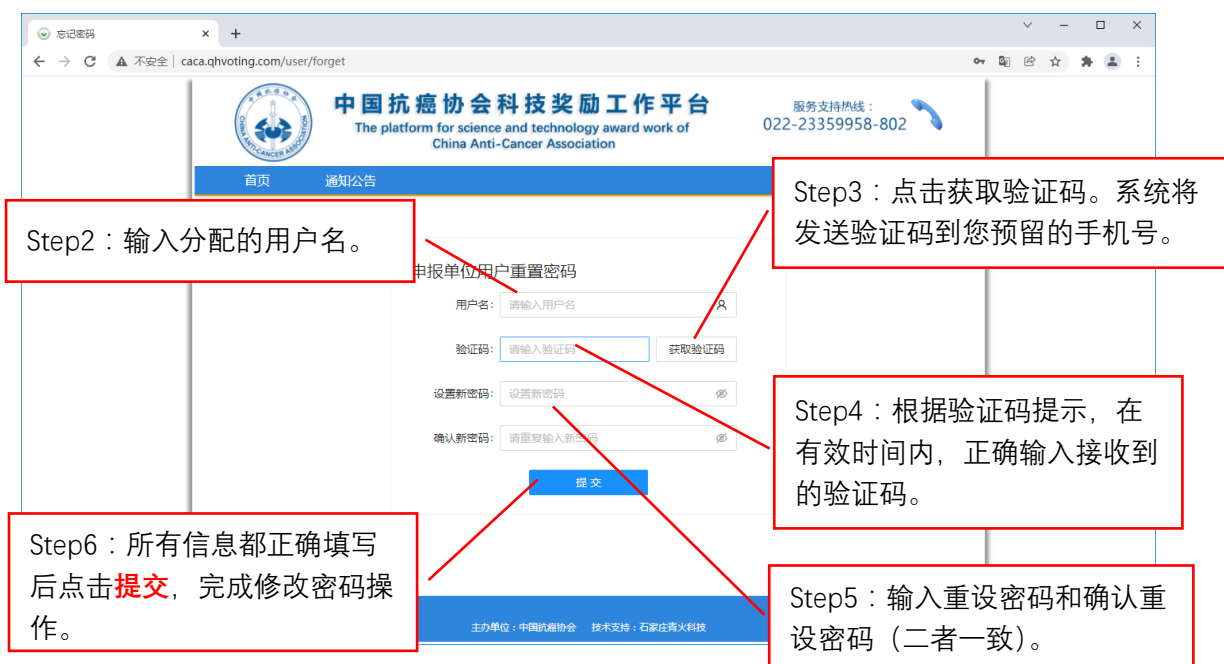 忘记密码
不安全 | caca.qhvoting.com/user/forget
中国抗癌协会科技奖励工作平台
The platform for science and technology award work of
China Anti-Cancer Association
服务支持热线：
022-23359958-802
首页 通知公告
Step3：点击获取验证码。系统将
发送验证码到您预留的手机号。
Step2：输入分配的用户名。
申报单位用户重置密码
用户名： 请输入用户名
验证码： 请输入验证码 获取验证码
设置新密码： 设置新密码
确认新密码： 请重复输入新密码
提 交
Step4：根据验证码提示，在
有效时间内，正确输入接收到
的验证码。
Step6：所有信息都正确填写
后点击提交，完成修改密码操
作。
Step5：输入重设密码和确认重
设密码（二者一致）。
主办单位：中国抗癌协会 技术支持：石家庄青火科技